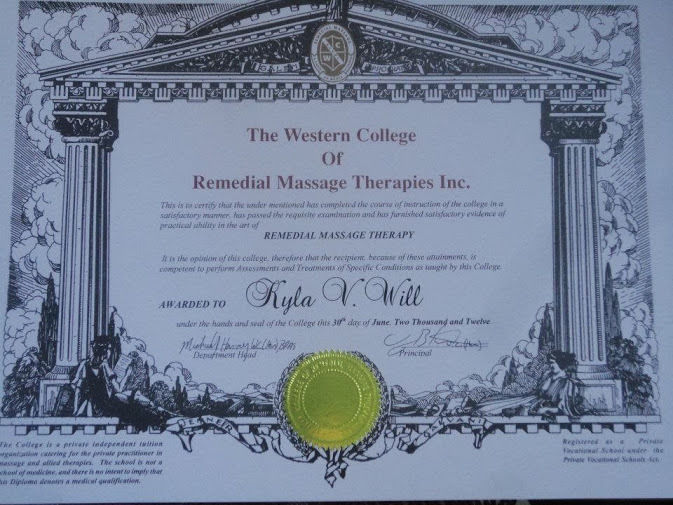 The Western College
Of
Remedial Massage Therapies Inc.
This is to certify that the under mentioned has completed the course of instruction of the college in a
satisfactory manner, has passed the requisite examination and has furnished satisfactory evidence of
practical ability in the art of
REMEDIAL MASSAGE THERAPY
It is the opinion of this college, therefore that the recipient, because of these attainments, is
competent to perform Assessments and Treatments of Specific Conditions as taught by this College.
AWARDED TO Kyla V. Will
under the hands and seal of the College this 30th day of June, Two Thousand and Twelve.
Department Head
Principal
The College is a private independent tuition
organization catering for the private practitioner in
massage and allied therapies. The school is not a
school of medicine, and there is no intent to imply that
this Diploma denotes a medical qualification.
Registered as a Private
Vocational School under the
Private Vocational Schools Act.